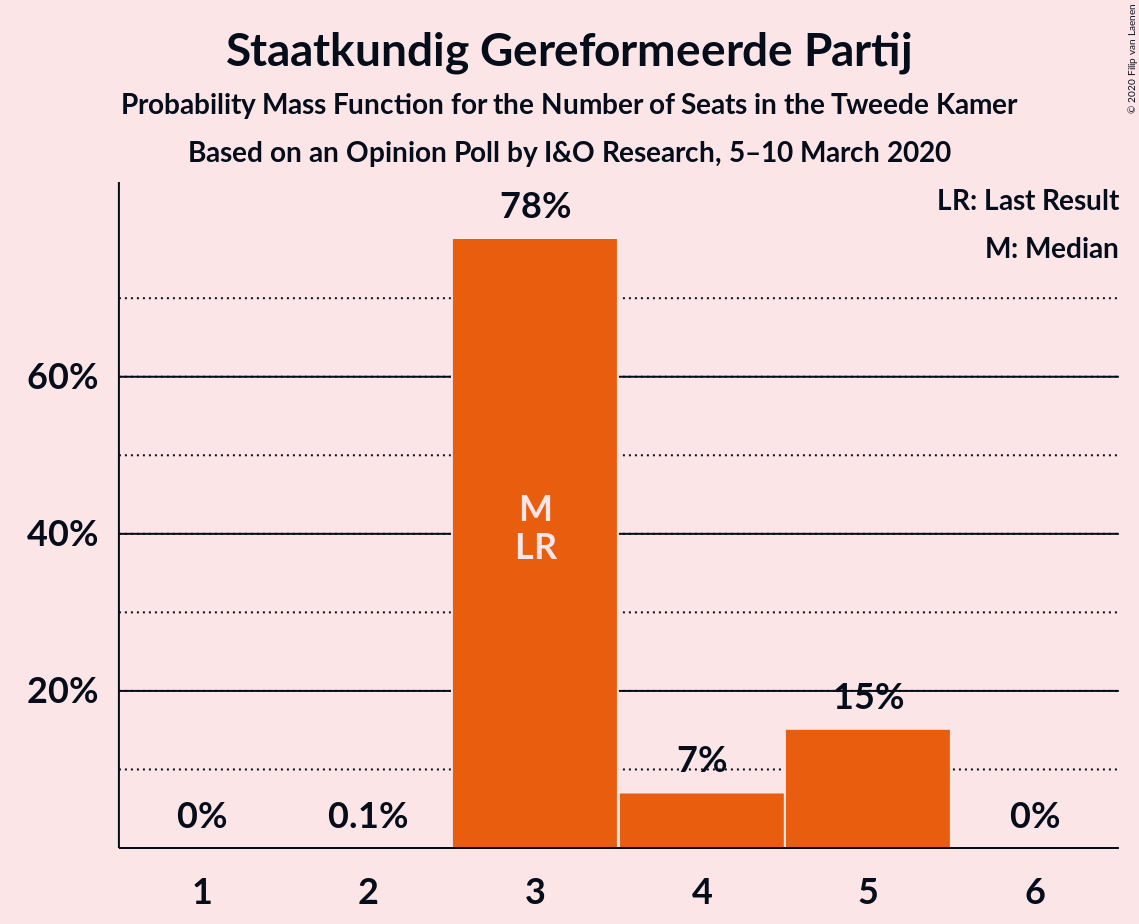 Staatkundig Gereformeerde Partij
Probability Mass Function for the Number of Seats in the Tweede Kamer
Based on an Opinion Poll by I&O Research, 5–10 March 2020
© 2020 Filip van Laenen
LR: Last Result
M: Median
78%
60%
40%
20%
M
LR
15%
7%
0%
0.1%
0%
1
2
3
4
5
6